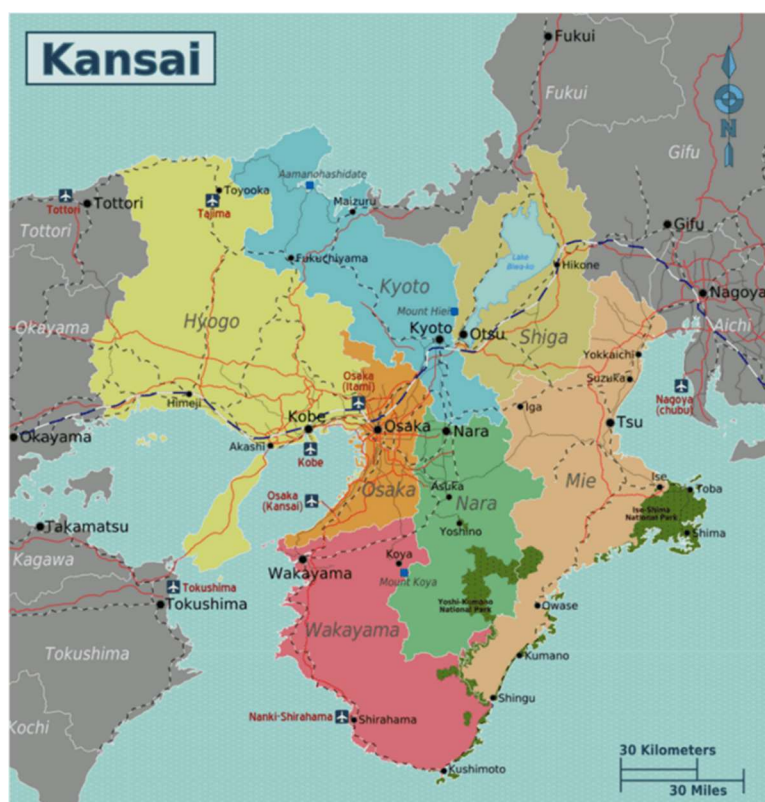 Kansai
Fukui
Fukui
N
Gifu
Aamanohashidate
Toyooka
Tottori
Tottori
Tajima
Maizuru
Tottori
Gifu
Fukuchiyama
Lake
Biwa-ko
Hikone
Kyoto
Nagoya
Mount Hiei
Okayama
Hyogo
Kyoto
Otsu
Shiga
Aichi
Yokkaichi
Osaka
(Itami)
Suzuka
Nagoya
(chubu)
Himeji
Iga
Kobe
Tsu
Okayama
Akashi
Osaka
Nara
Kobe
Ise
Mie
Asuka
Toba
Osaka
(Kansai)
Osaka
Nara
Ise-Shima
National Park
Takamatsu
Yoshino
Shima
Kagawa
Koya
Wakayama
Mount Koya
Tokushima
Tokushima
Yoshi-Kumano
National Park
Owase
Wakayama
Tokushima
Kumano
Shingu
Nanki-Shirahama
Shirahama
Kochi
30 Kilometers
Kushimoto
30 Miles